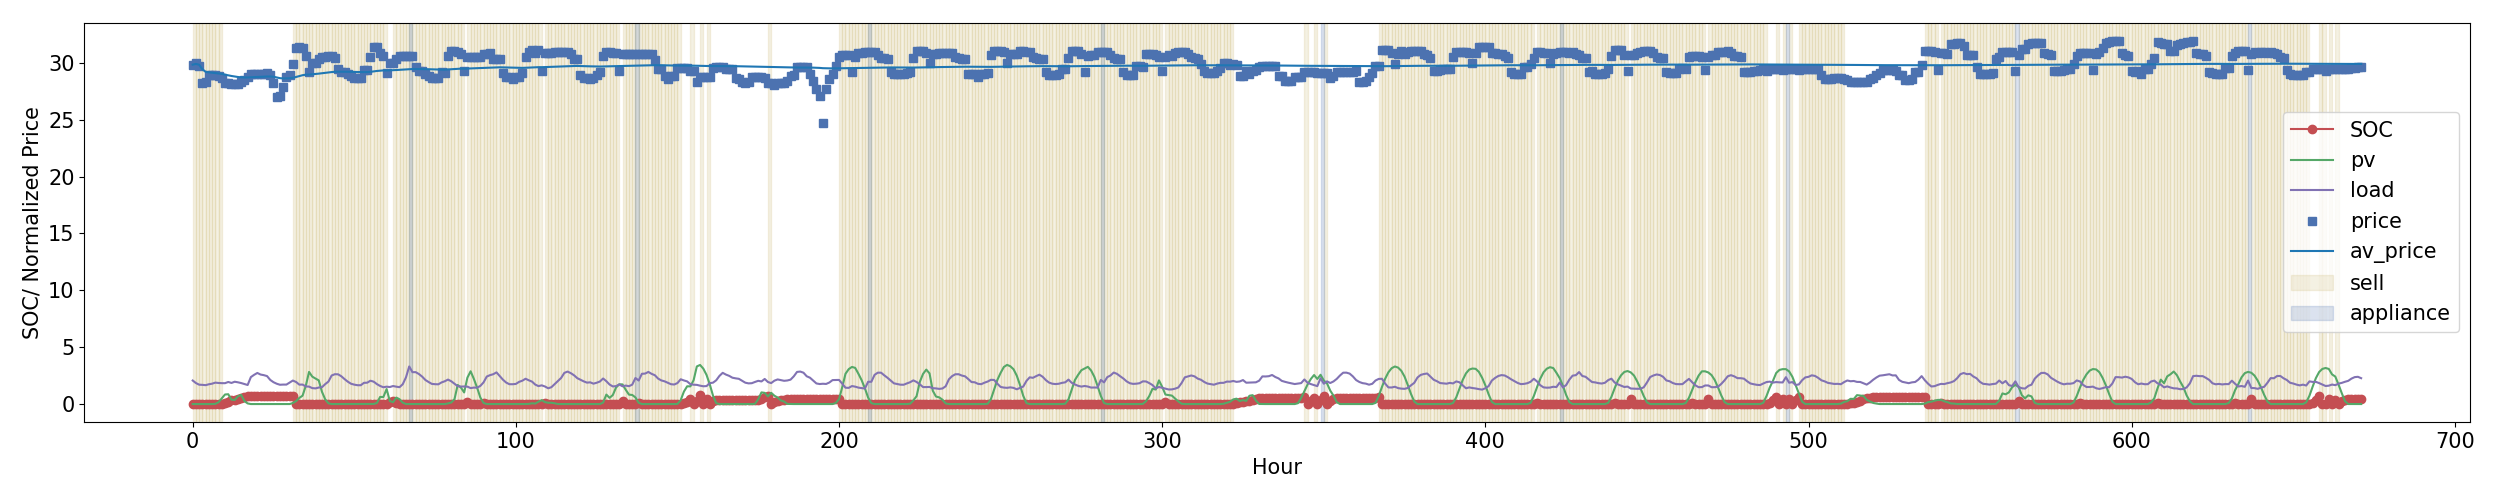 SOC/ Normalized Price
30
25
20
15
10
5
0
0 100 200 300 400 500 600 700
Hour
SOC
pv
load
price
av_price
sell
appliance